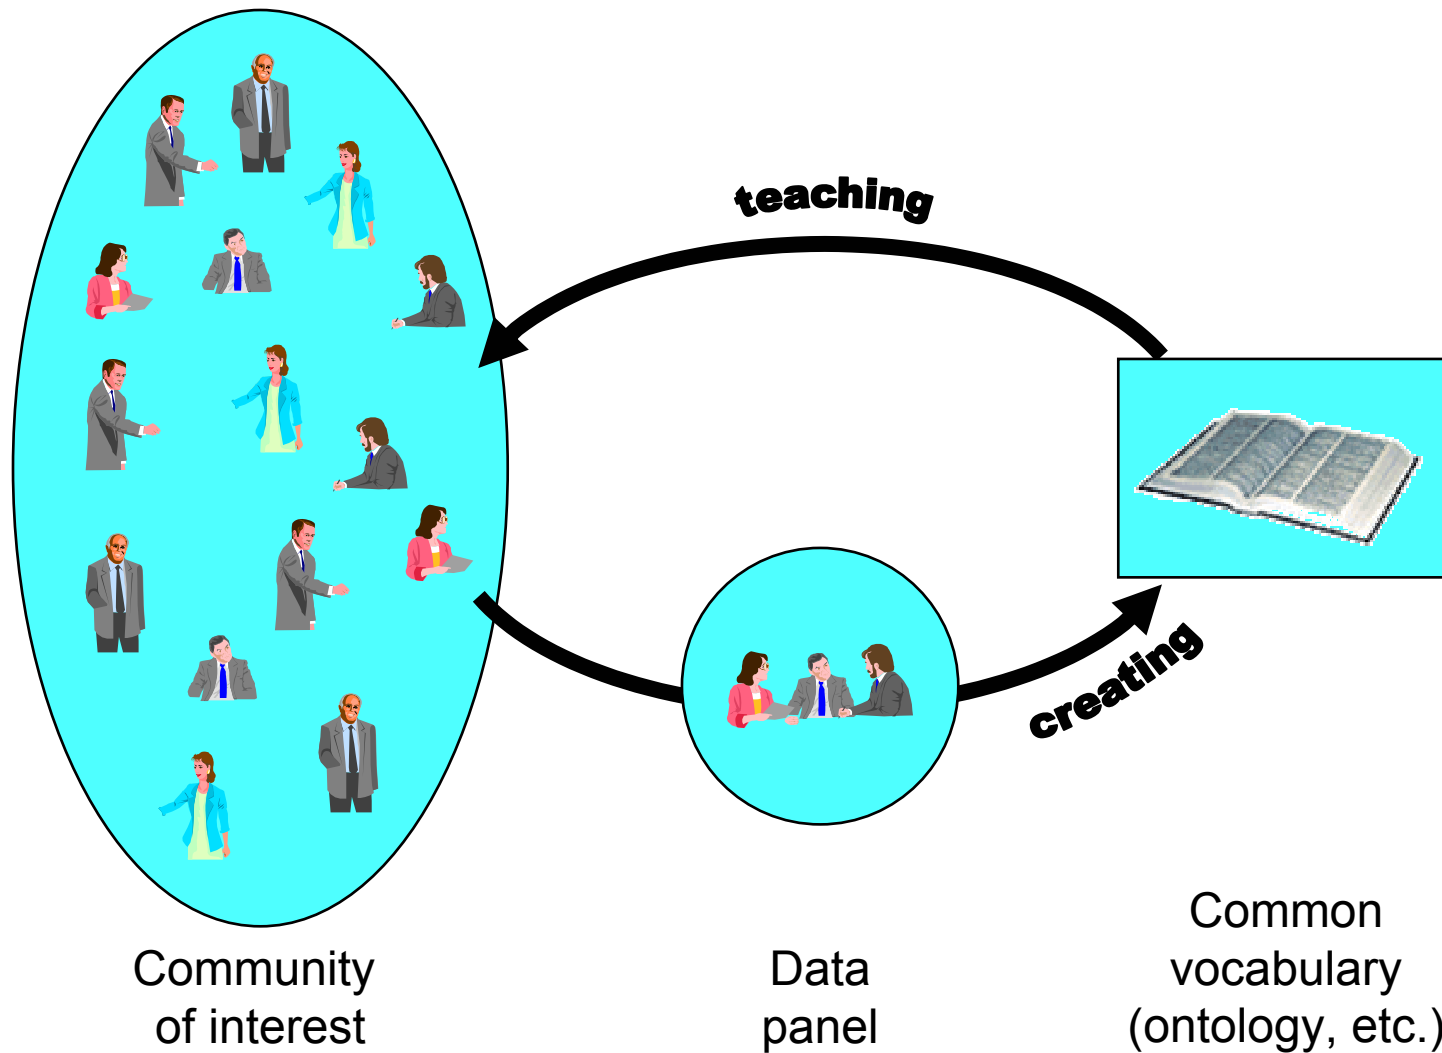 teaching
creating
Community
of interest
Data
panel
Common
vocabulary
(ontology, etc.)